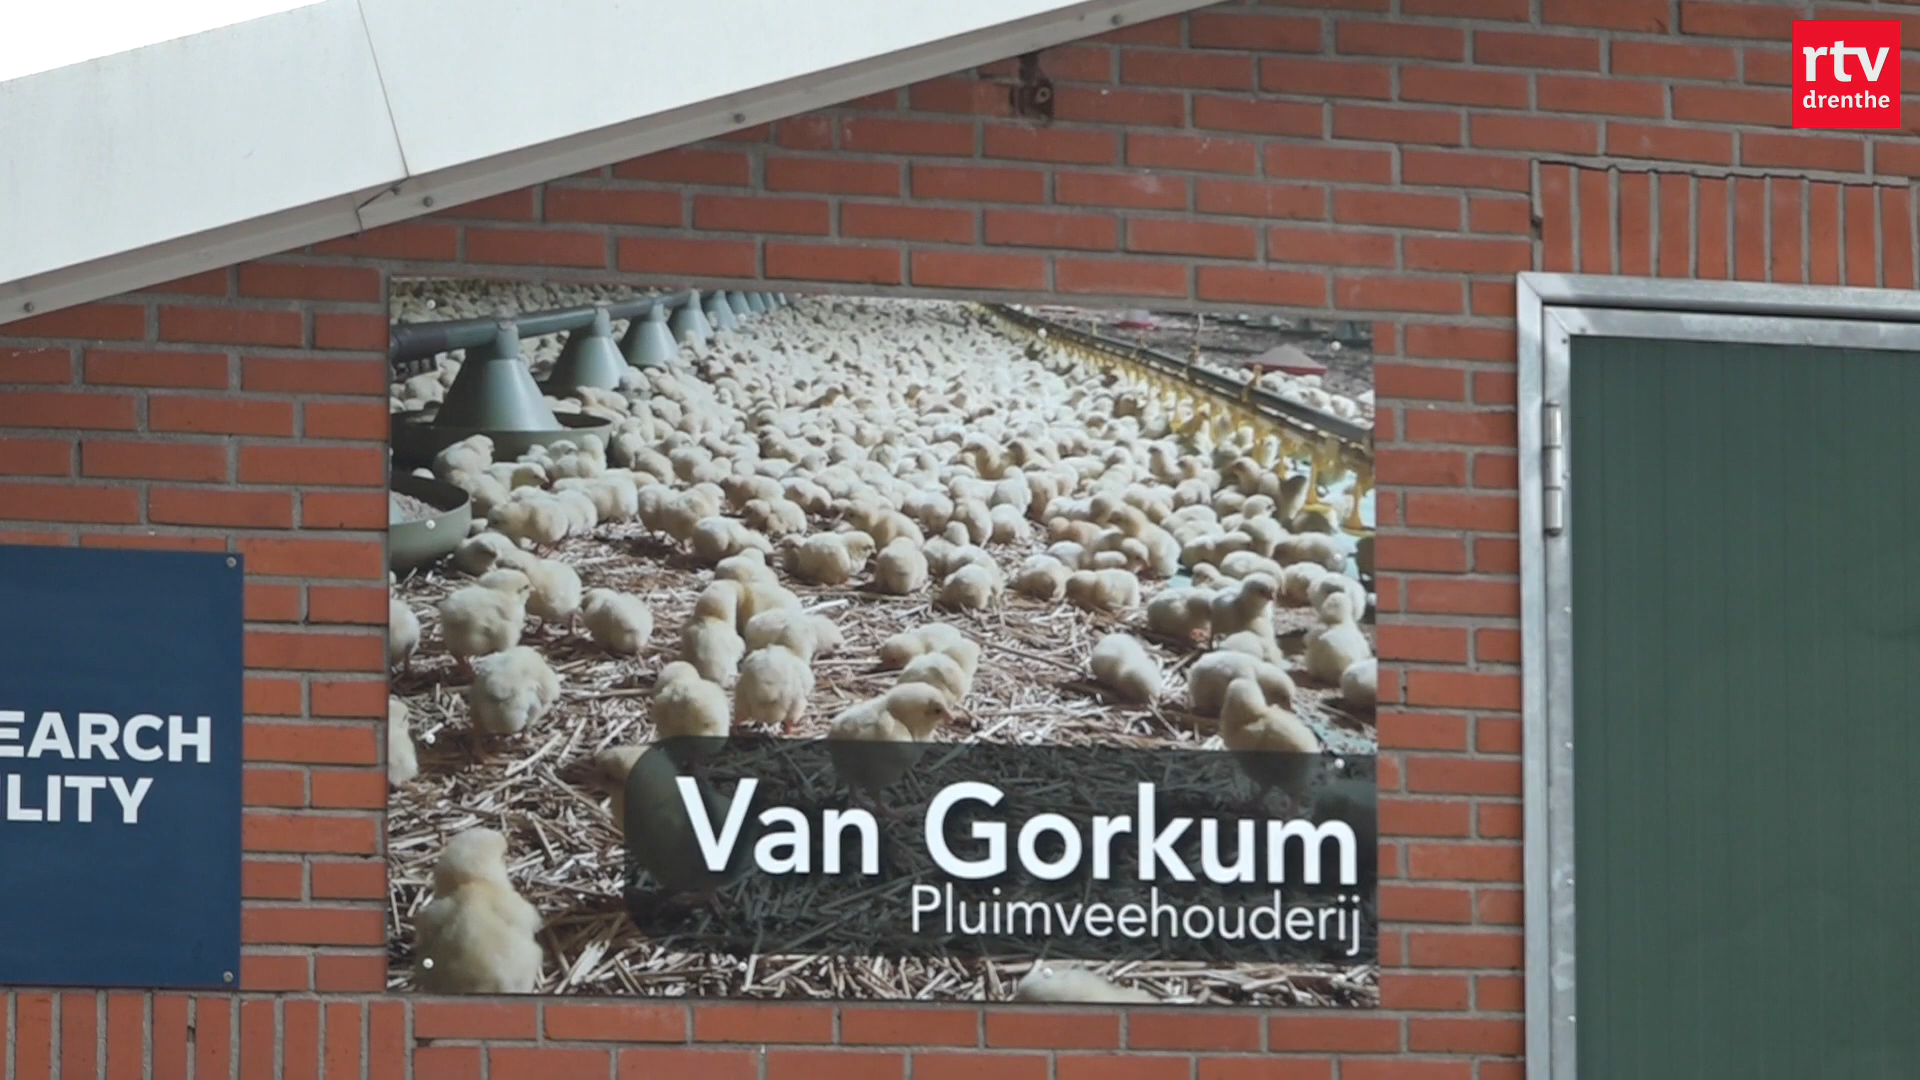 rtv
drenthe
EARCH
LITY
Van Gorkum
Pluimveehouderij